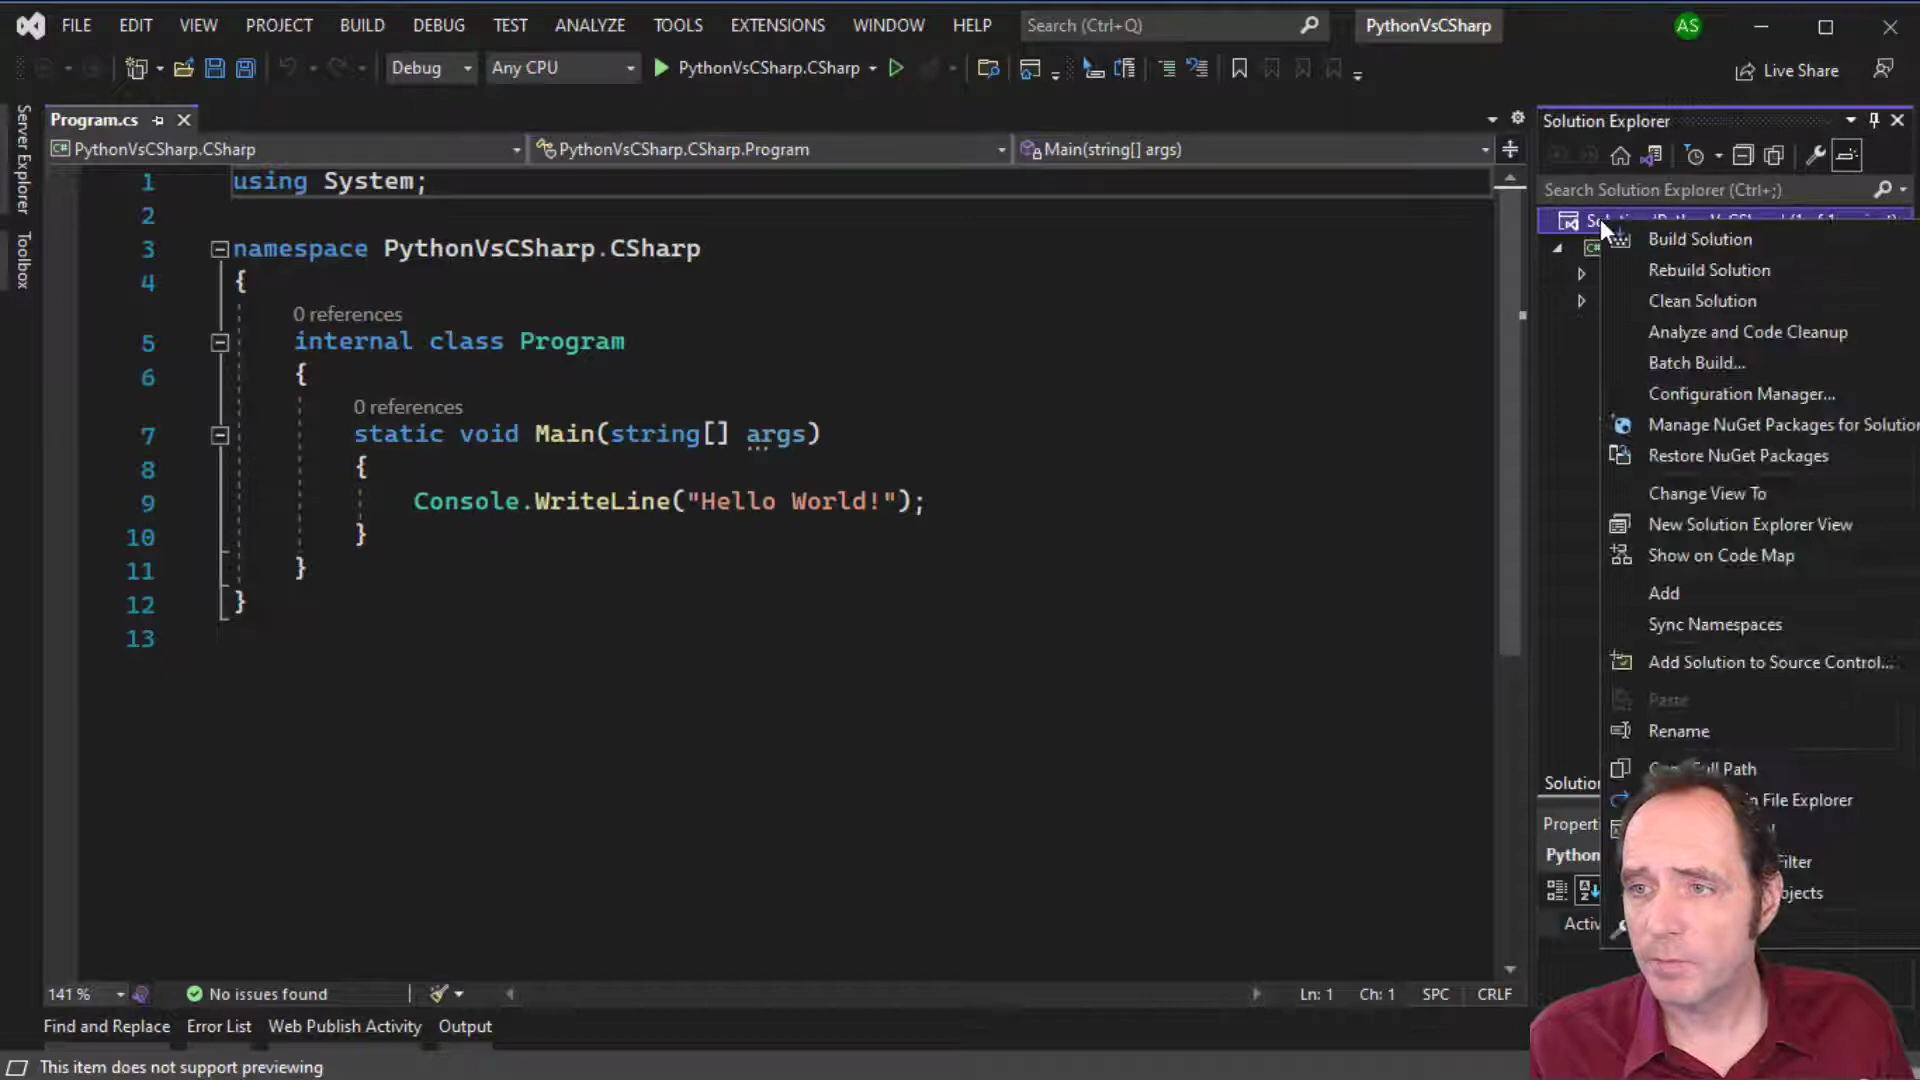 FILE EDIT VIEW PROJECT BUILD DEBUG TEST ANALYZE TOOLS EXTENSIONS WINDOW HELP Search (Ctrl+Q) PythonVsCSharp AS
Debug Any CPU PythonVsCSharp.CSharp Live Share
Server Explorer
Toolbox
Program.cs
PythonVsCSharp.CSharp PythonVsCSharp.CSharp.Program Main(string[] args)
1 using System;
2
3 namespace PythonVsCSharp.CSharp
4 {
0 references
5 internal class Program
6 {
0 references
7 static void Main(string[] args)
8 {
9 Console.WriteLine("Hello World!");
10 }
11 }
12 }
13
141 % No issues found Ln: 1 Ch: 1 SPC CRLF
Find and Replace Error List Web Publish Activity Output
This item does not support previewing
Solution Explorer
Search Solution Explorer (Ctrl+;)
Build Solution
Rebuild Solution
Clean Solution
Analyze and Code Cleanup
Batch Build...
Configuration Manager...
Manage NuGet Packages for Solutio
Restore NuGet Packages
Change View To
New Solution Explorer View
Show on Code Map
Add
Sync Namespaces
Add Solution to Source Control...
Paste
Rename
Full Path
File Explorer
Filter
Solution
Propert
Python
Activ